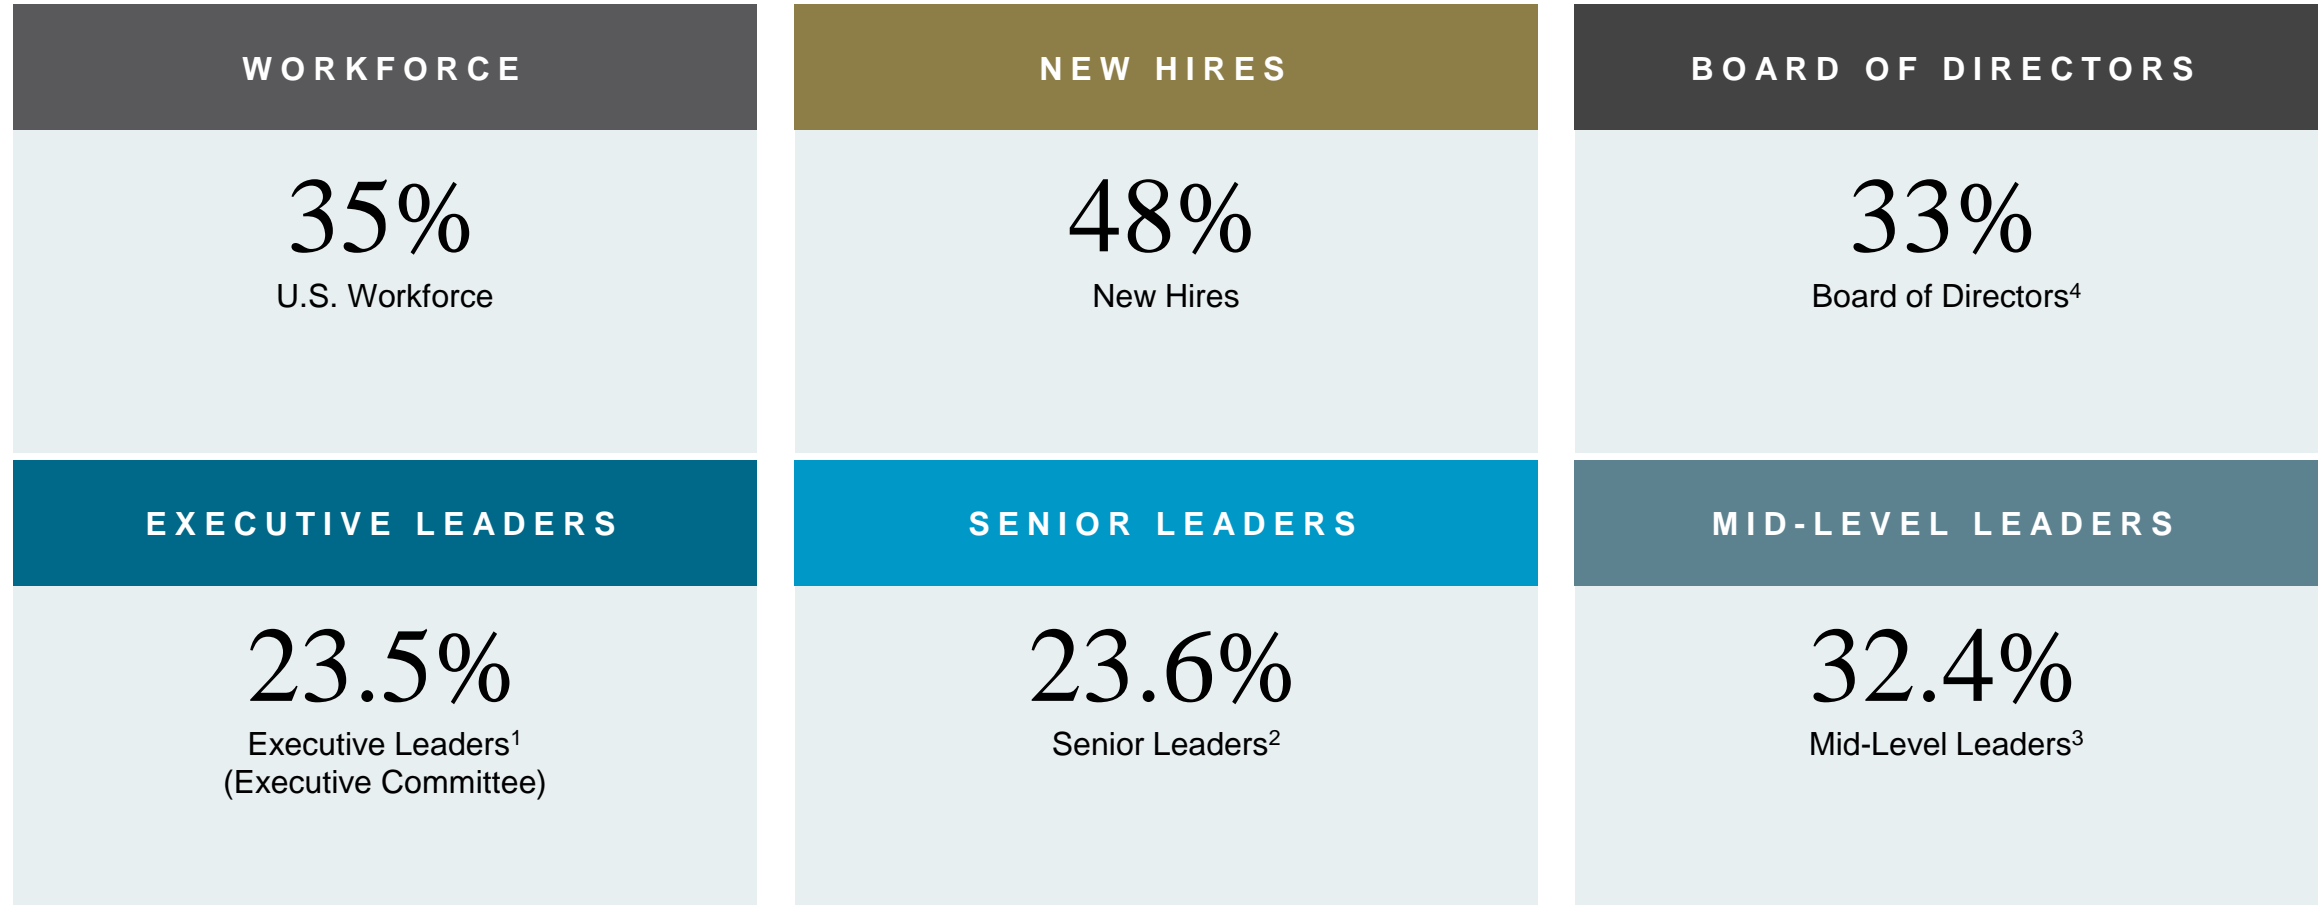 WORKFORCE
35%
U.S. Workforce
NEW HIRES
48%
New Hires
BOARD OF DIRECTORS
33%
Board of Directors⁴
EXECUTIVE LEADERS
23.5%
Executive Leaders¹
(Executive Committee)
SENIOR LEADERS
23.6%
Senior Leaders²
MID-LEVEL LEADERS
32.4%
Mid-Level Leaders³